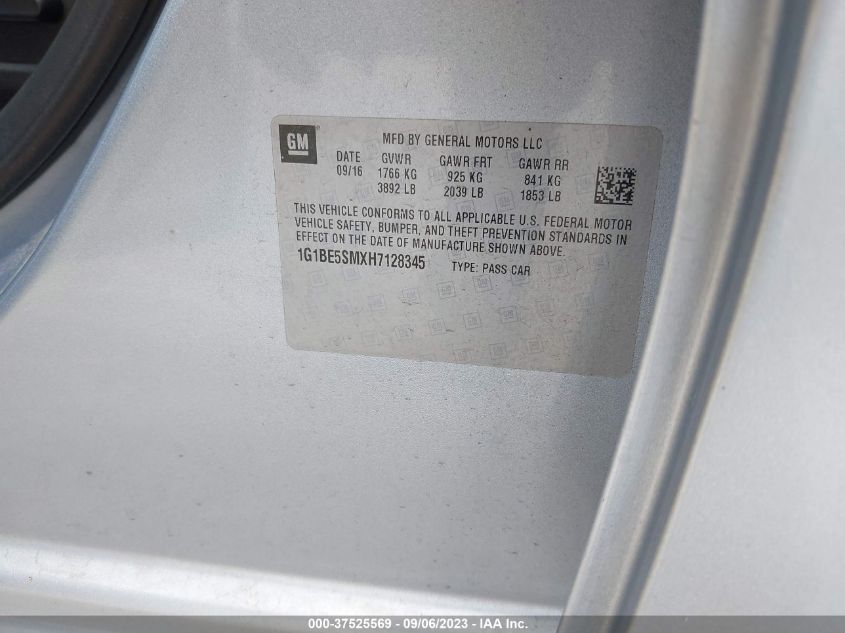 GM
MFD BY GENERAL MOTORS LLC
DATE GVWR GAWR FRT GAWR RR
09/16 1766 KG 925 KG 841 KG
3892 LB 2039 LB 1853 LB
THIS VEHICLE CONFORMS TO ALL APPLICABLE U.S. FEDERAL MOTOR
VEHICLE SAFETY, BUMPER, AND THEFT PREVENTION STANDARDS IN
EFFECT ON THE DATE OF MANUFACTURE SHOWN ABOVE.
1G1BE5SMXH7128345 TYPE: PASS CAR
000-37525569 - 09/06/2023 - IAA Inc.